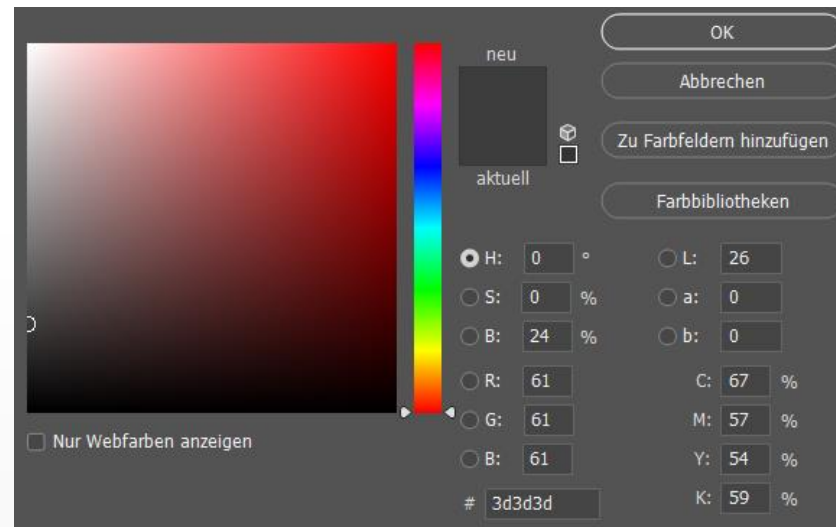 neu
aktuell
OK
Abbrechen
Zu Farbfeldern hinzufügen
Farbbibliotheken
H: 0 °
S: 0 %
B: 24 %
R: 61
G: 61
B: 61
# 3d3d3d
L: 26
a: 0
b: 0
C: 67 %
M: 57 %
Y: 54 %
K: 59 %
Nur Webfarben anzeigen